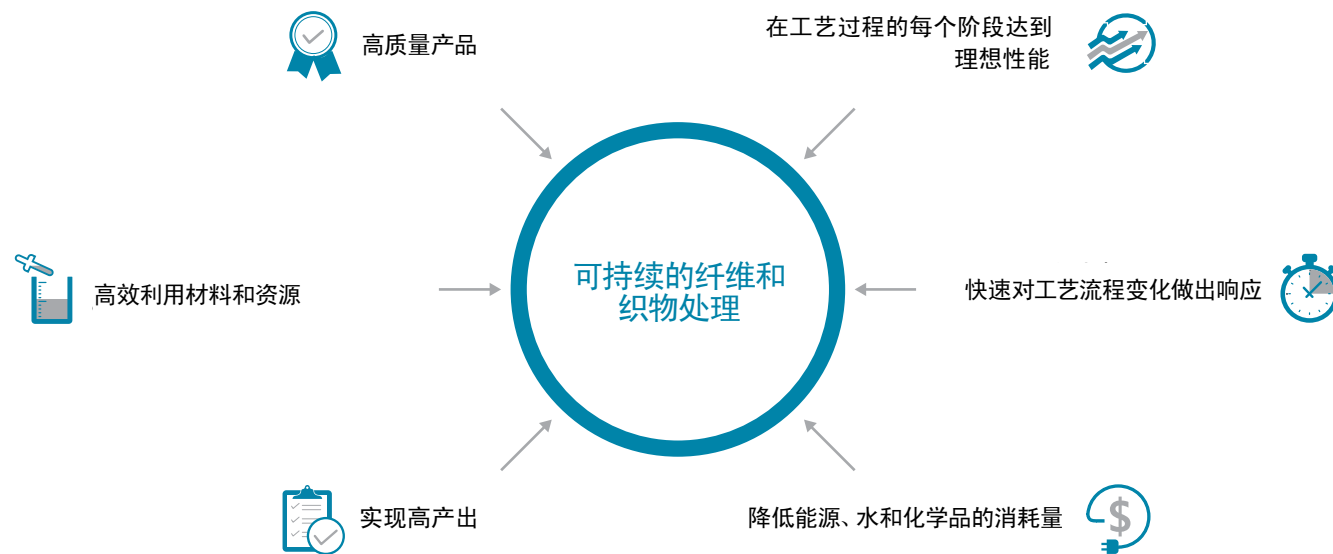 高质量产品
在工艺过程的每个阶段达到
理想性能
高效利用材料和资源
可持续的纤维和
织物处理
快速对工艺流程变化做出响应
实现高产出
降低能源、水和化学品的消耗量
$